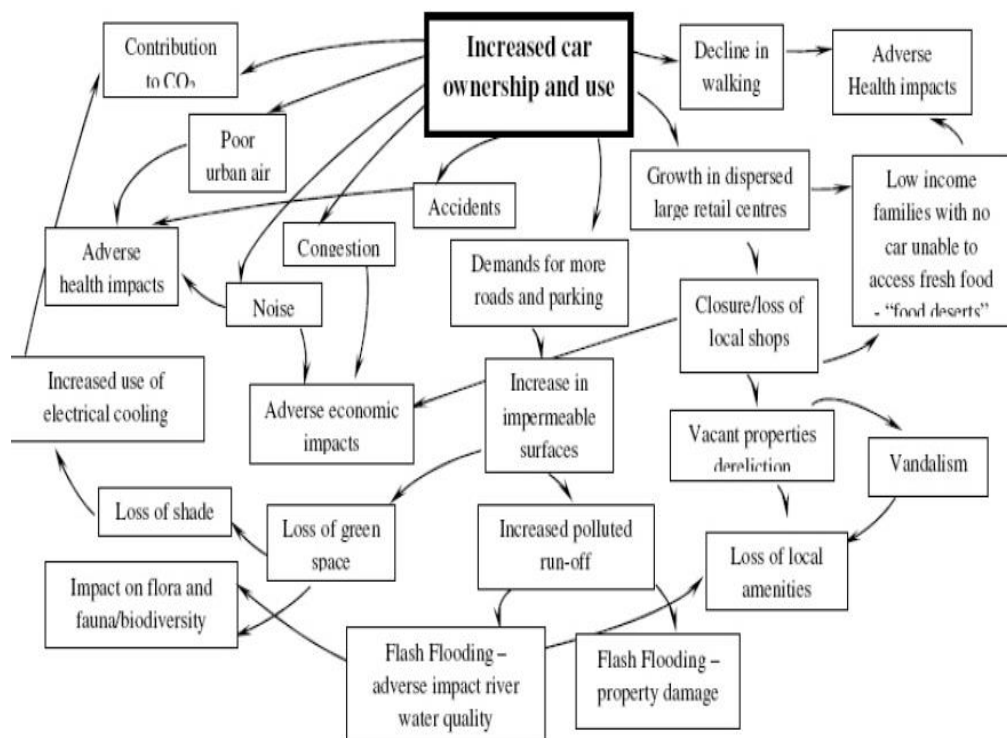 Increased car
ownership and use
Contribution
to CO₂
Decline in
walking
Adverse
Health impacts
Poor
urban air
Accidents
Growth in dispersed
large retail centres
Low income
families with no
car unable to
access fresh food
- “food deserts”
Adverse
health impacts
Congestion
Demands for more
roads and parking
Noise
Closure/loss of
local shops
Increased use of
electrical cooling
Adverse economic
impacts
Increase in
impermeable
surfaces
Vacant properties
dereliction
Vandalism
Loss of shade
Loss of green
space
Increased polluted
run-off
Loss of local
amenities
Impact on flora and
fauna/biodiversity
Flash Flooding –
adverse impact river
water quality
Flash Flooding –
property damage